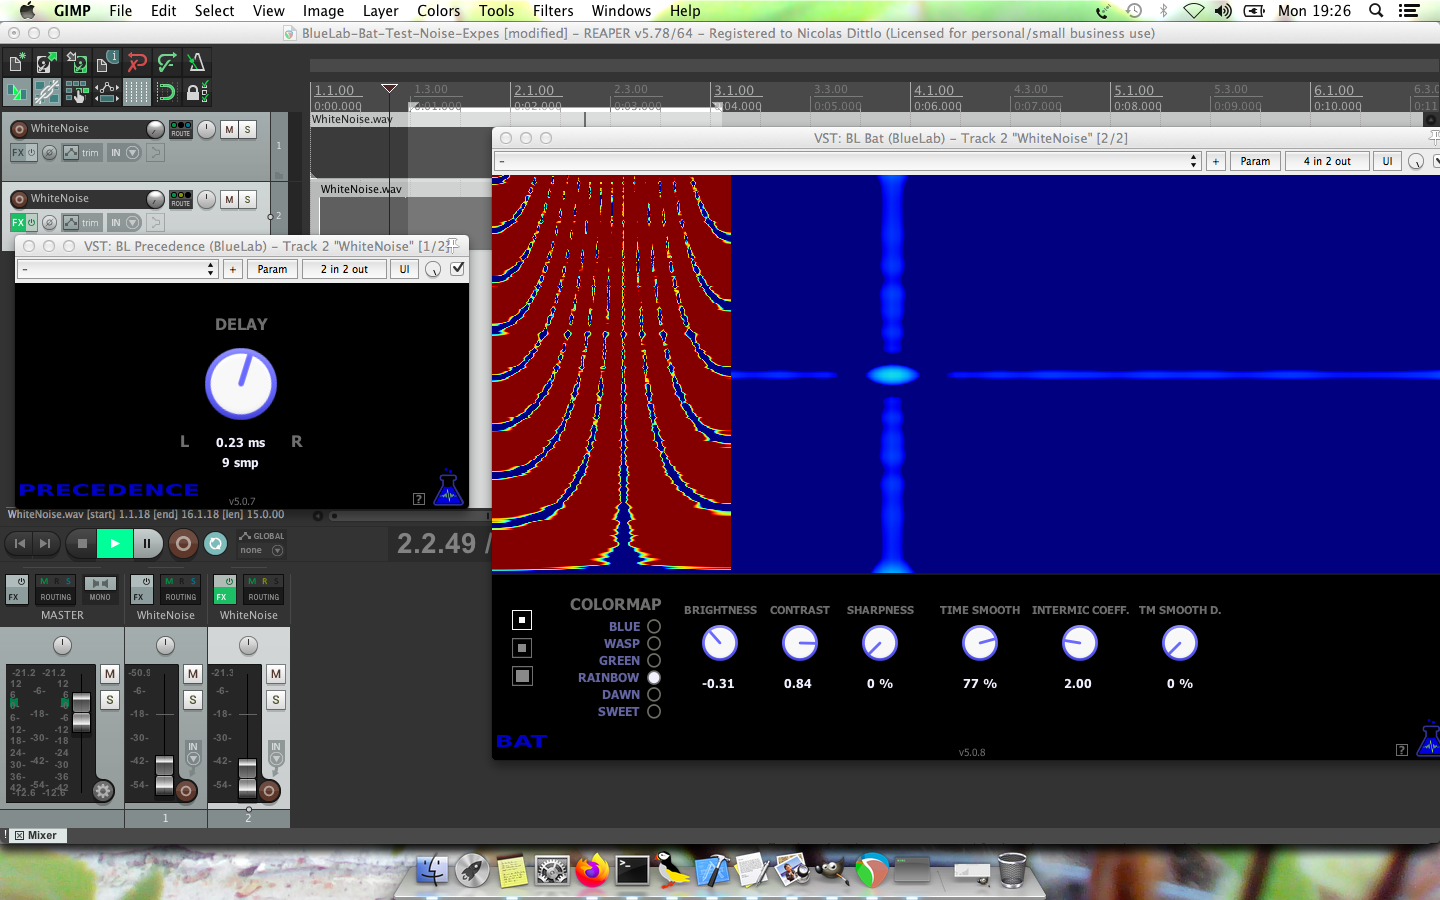 GIMP File Edit Select View Image Layer Colors Tools Filters Windows Help Mon 19:26
BlueLab-Bat-Test-Noise-Expes [modified] - REAPER v5.78/64 - Registered to Nicolas Dittlo (Licensed for personal/small business use)
1.1.00 1.3.00 2.1.00 2.3.00 3.1.00 3.3.00 4.1.00 4.3.00 5.1.00 5.3.00 6.1.00 6.3.0
0:00.000 0:01.000 0:02.000 0:03.000 0:04.000 0:05.000 0:06.000 0:07.000 0:08.000 0:09.000 0:10.000 0:11
WhiteNoise.wav
WhiteNoise ROUTE M S
FX trim IN 1
WhiteNoise.wav
WhiteNoise ROUTE M S
FX trim IN 2
VST: BL Bat (BlueLab) - Track 2 "WhiteNoise" [2/2]
- + Param 4 in 2 out UI
VST: BL Precedence (BlueLab) - Track 2 "WhiteNoise" [1/2]
- + Param 2 in 2 out UI
DELAY
L 0.23 ms R
9 smp
PRECEDENCE
v5.0.7
?
WhiteNoise.wav [start] 1.1.18 [end] 16.1.18 [len] 15.0.00
GLOBAL
none
2.2.49 /
FX M R S ROUTING MONO FX M R S ROUTING FX M R S ROUTING
MASTER WhiteNoise WhiteNoise
-21.2 -21.2 M -50.9 M -21.3 M
S S S
12 6 -6- 12 6
-18-
-30-
-42-
-54-
IN IN
-12.6 -12.6
1 2
! Mixer
COLORMAP
BLUE
WASP
GREEN
RAINBOW
DAWN
SWEET
BRIGHTNESS CONTRAST SHARPNESS TIME SMOOTH INTERMIC COEFF. TM SMOOTH D.
-0.31 0.84 0 % 77 % 2.00 0 %
BAT
v5.0.8
?